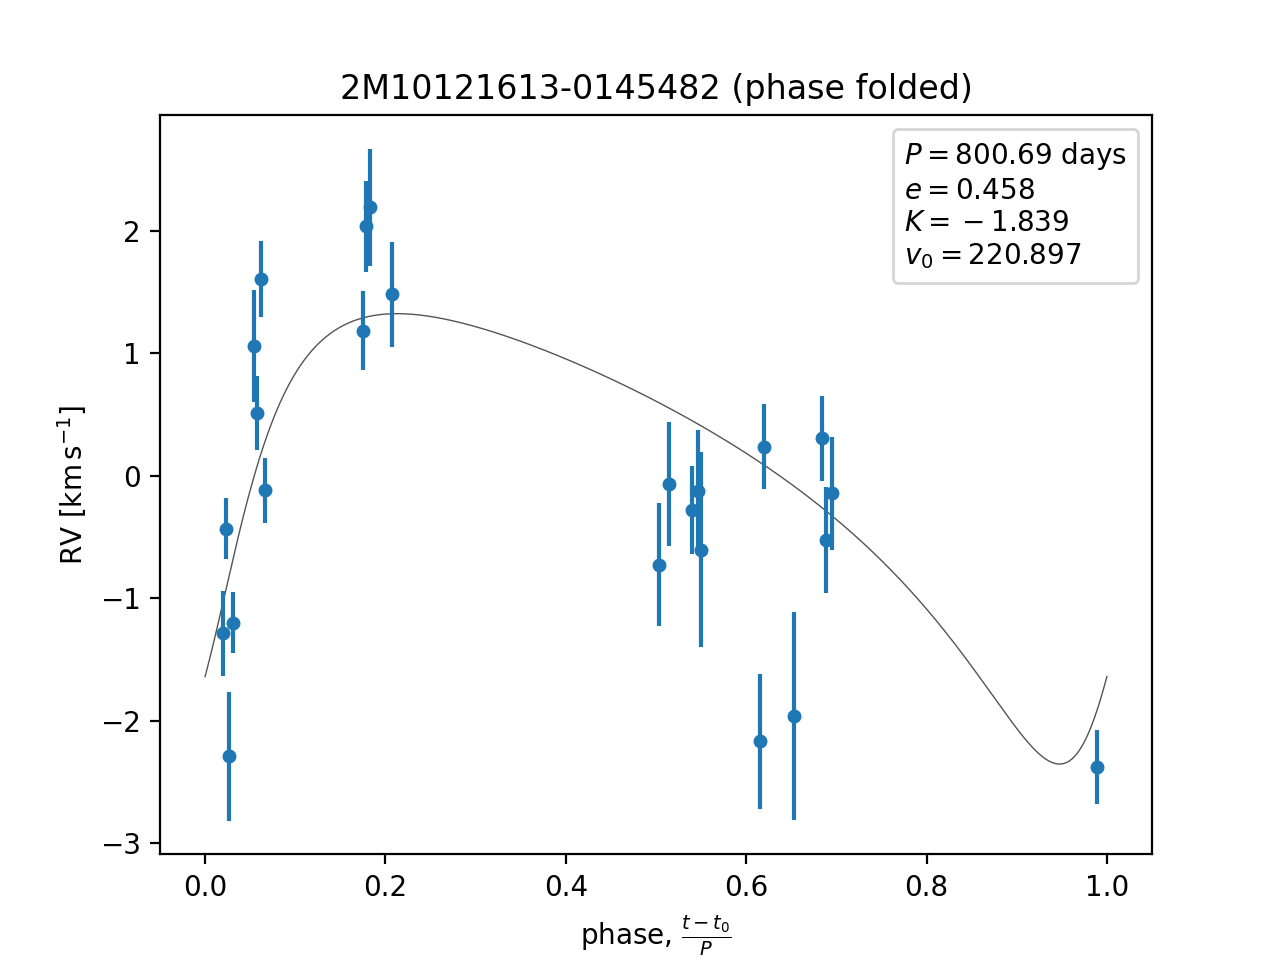 2M10121613-0145482 (phase folded)
P = 800.69 days
e = 0.458
K = −1.839
v₀ = 220.897
RV [km s⁻¹]
2
1
0
−1
−2
−3
0.0 0.2 0.4 0.6 0.8 1.0
phase, (t − t₀)/P